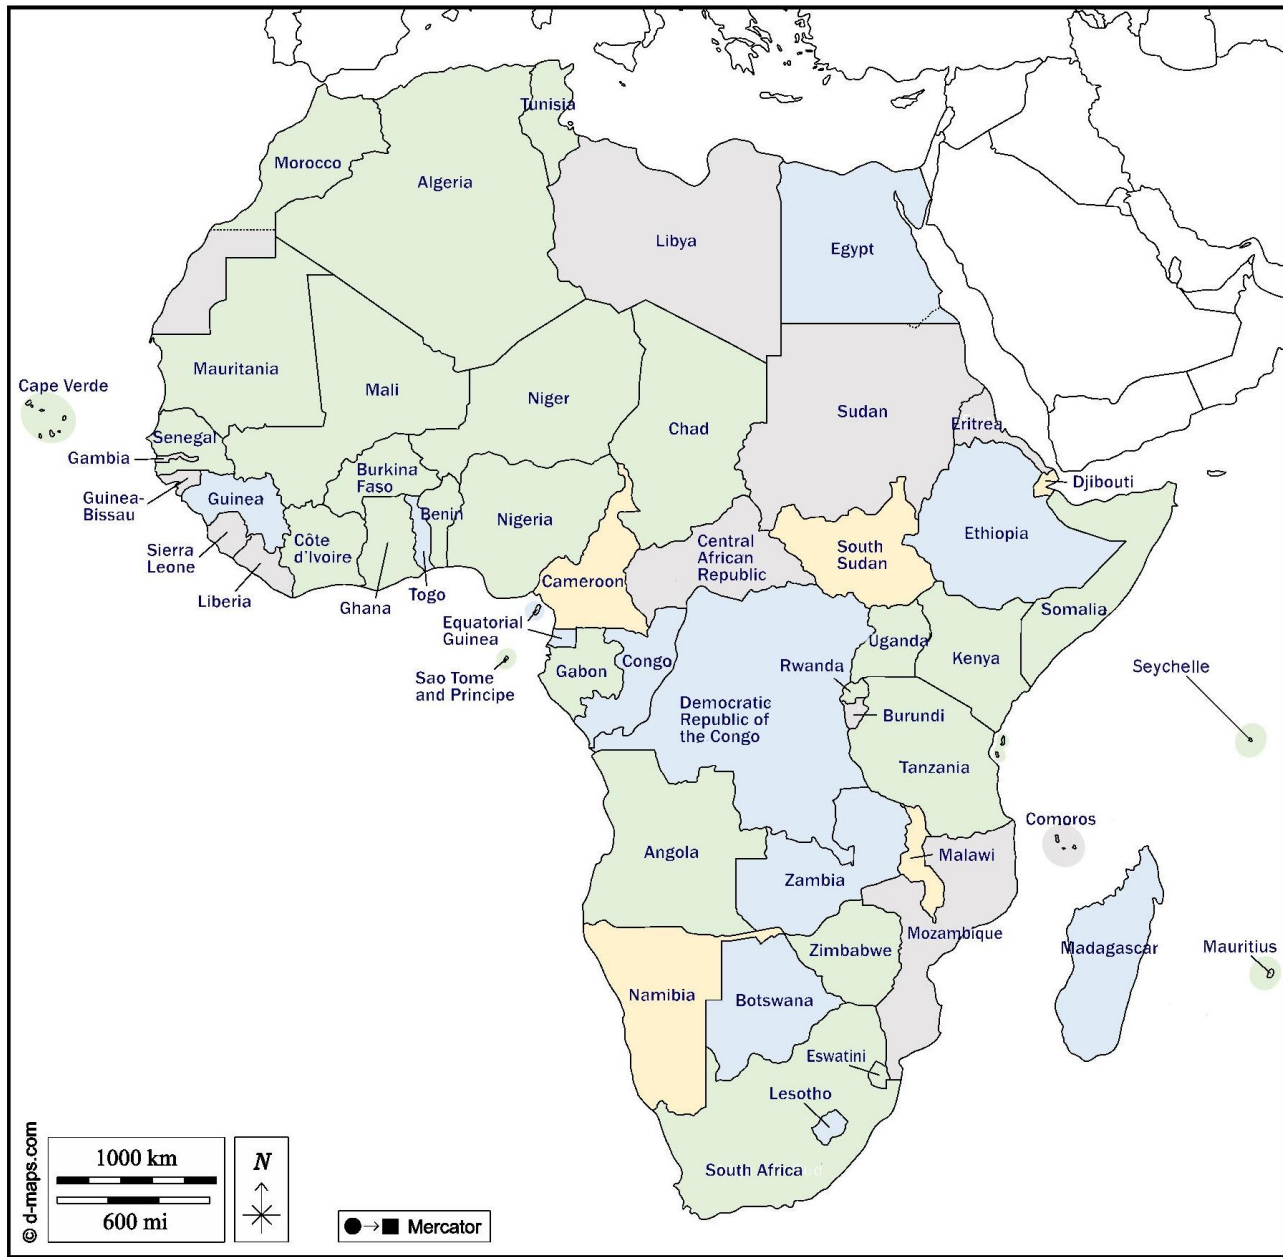 Tunisia
Morocco
Algeria
Libya
Egypt
Mauritania
Mali
Niger
Chad
Sudan
Eritrea
Cape Verde
Senegal
Gambia
Guinea-
Bissau
Guinea
Burkina
Faso
Benin
Nigeria
Djibouti
Ethiopia
Sierra
Leone
Côte
d'Ivoire
Central
African
Republic
South
Sudan
Cameroon
Liberia
Ghana
Togo
Somalia
Equatorial
Guinea
Uganda
Kenya
Gabon
Congo
Rwanda
Seychelle
Sao Tome
and Principe
Democratic
Republic of
the Congo
Burundi
Tanzania
Comoros
Angola
Malawi
Zambia
Mozambique
Zimbabwe
Madagascar
Mauritius
Namibia
Botswana
Eswatini
Lesotho
South Africa
© d-maps.com
1000 km
600 mi
N
Mercator